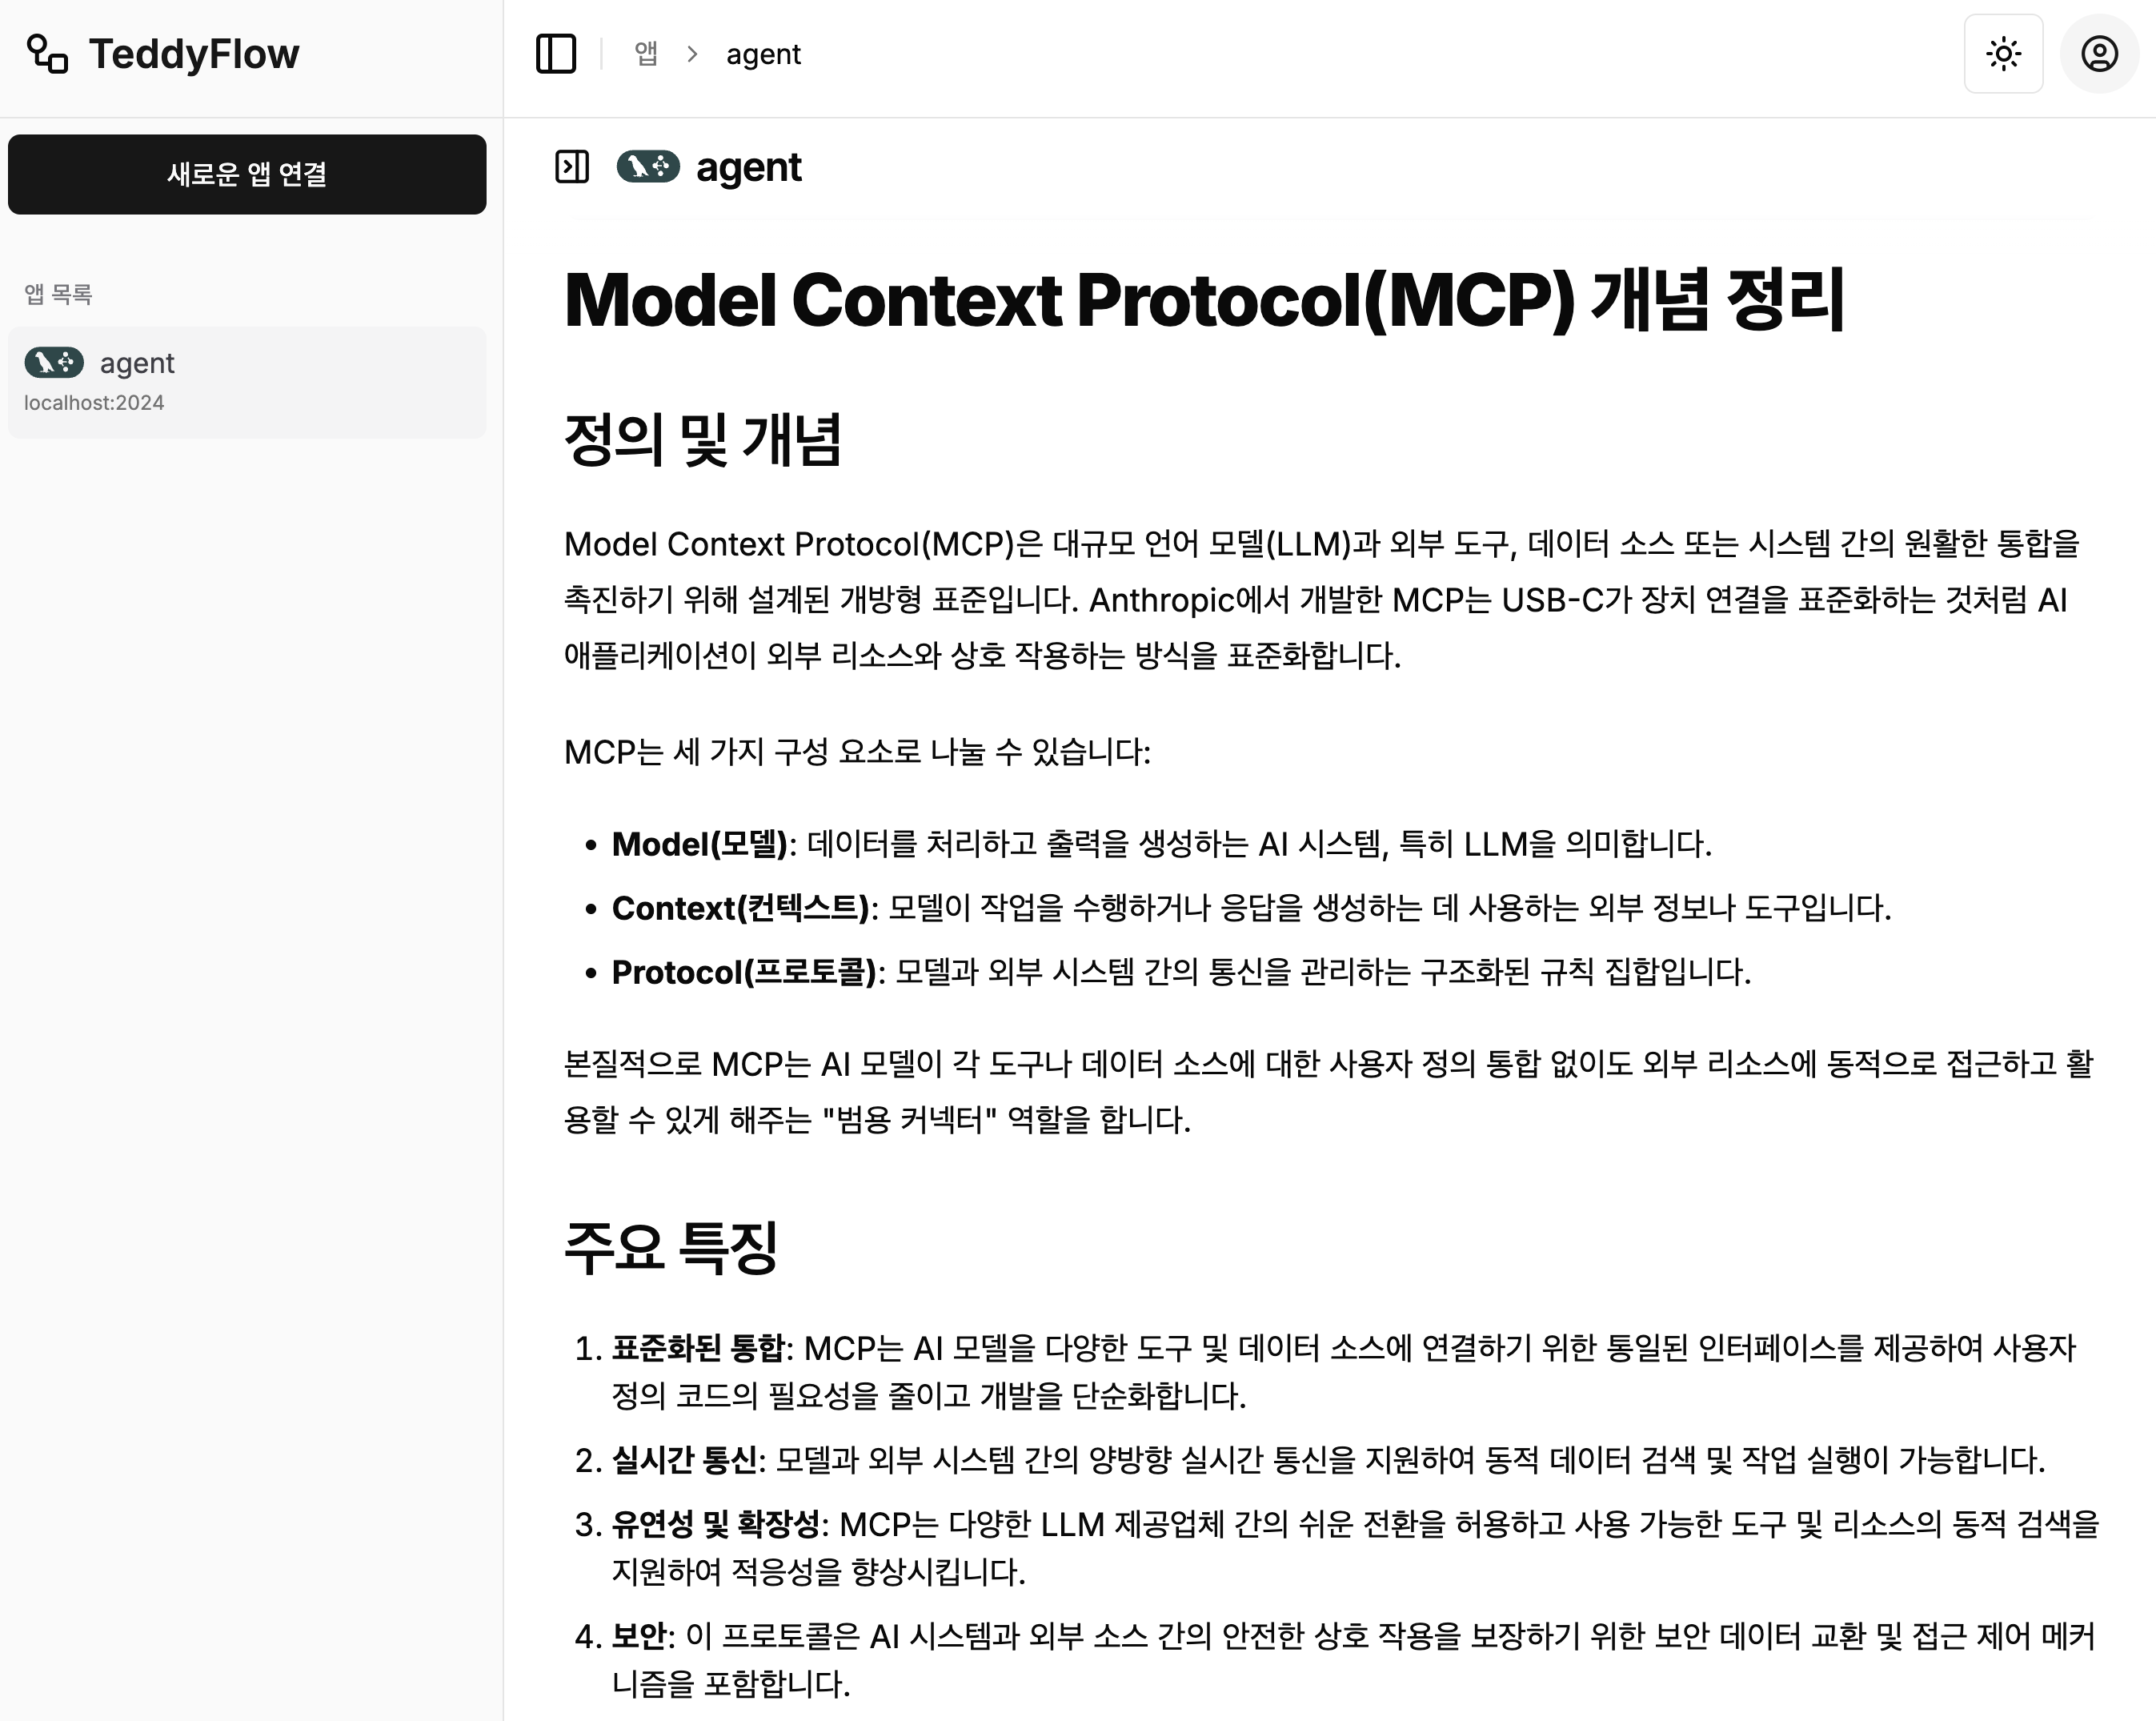 TeddyFlow
앱
agent
새로운 앱 연결
앱 목록
agent
localhost:2024
agent
Model Context Protocol(MCP) 개념 정리
정의 및 개념
Model Context Protocol(MCP)은 대규모 언어 모델(LLM)과 외부 도구, 데이터 소스 또는 시스템 간의 원활한 통합을
촉진하기 위해 설계된 개방형 표준입니다. Anthropic에서 개발한 MCP는 USB-C가 장치 연결을 표준화하는 것처럼 AI
애플리케이션이 외부 리소스와 상호 작용하는 방식을 표준화합니다.
MCP는 세 가지 구성 요소로 나눌 수 있습니다:
• Model(모델): 데이터를 처리하고 출력을 생성하는 AI 시스템, 특히 LLM을 의미합니다.
• Context(컨텍스트): 모델이 작업을 수행하거나 응답을 생성하는 데 사용하는 외부 정보나 도구입니다.
• Protocol(프로토콜): 모델과 외부 시스템 간의 통신을 관리하는 구조화된 규칙 집합입니다.
본질적으로 MCP는 AI 모델이 각 도구나 데이터 소스에 대한 사용자 정의 통합 없이도 외부 리소스에 동적으로 접근하고 활
용할 수 있게 해주는 "범용 커넥터" 역할을 합니다.
주요 특징
1. 표준화된 통합: MCP는 AI 모델을 다양한 도구 및 데이터 소스에 연결하기 위한 통일된 인터페이스를 제공하여 사용자
정의 코드의 필요성을 줄이고 개발을 단순화합니다.
2. 실시간 통신: 모델과 외부 시스템 간의 양방향 실시간 통신을 지원하여 동적 데이터 검색 및 작업 실행이 가능합니다.
3. 유연성 및 확장성: MCP는 다양한 LLM 제공업체 간의 쉬운 전환을 허용하고 사용 가능한 도구 및 리소스의 동적 검색을
지원하여 적응성을 향상시킵니다.
4. 보안: 이 프로토콜은 AI 시스템과 외부 소스 간의 안전한 상호 작용을 보장하기 위한 보안 데이터 교환 및 접근 제어 메커
니즘을 포함합니다.